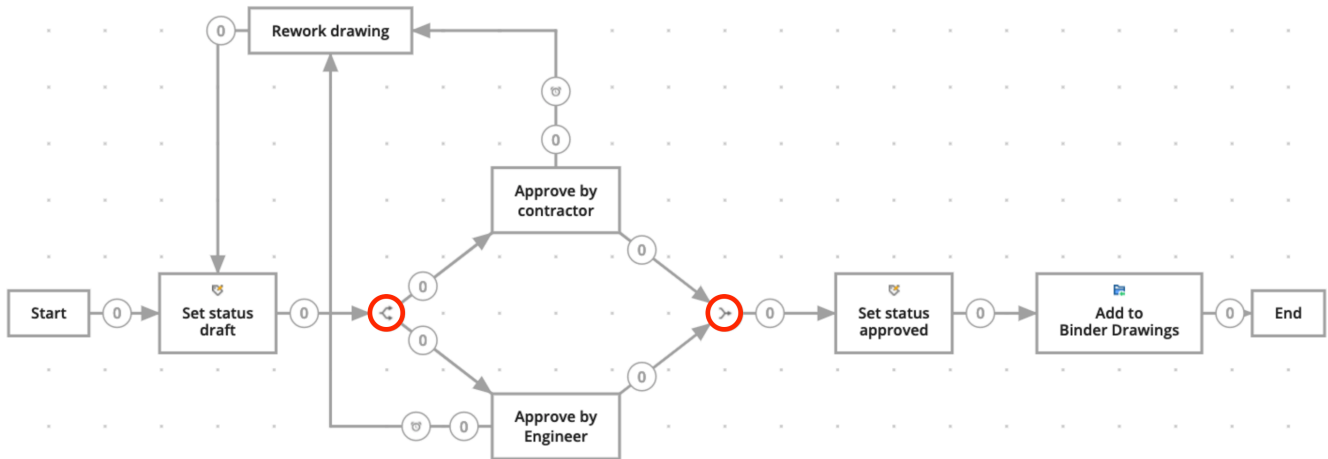 0
Rework drawing
0
Approve by
contractor
0
0
Start
0
Set status
draft
0
0
Set status
approved
0
Add to
Binder Drawings
0
End
0
0
0
Approve by
Engineer